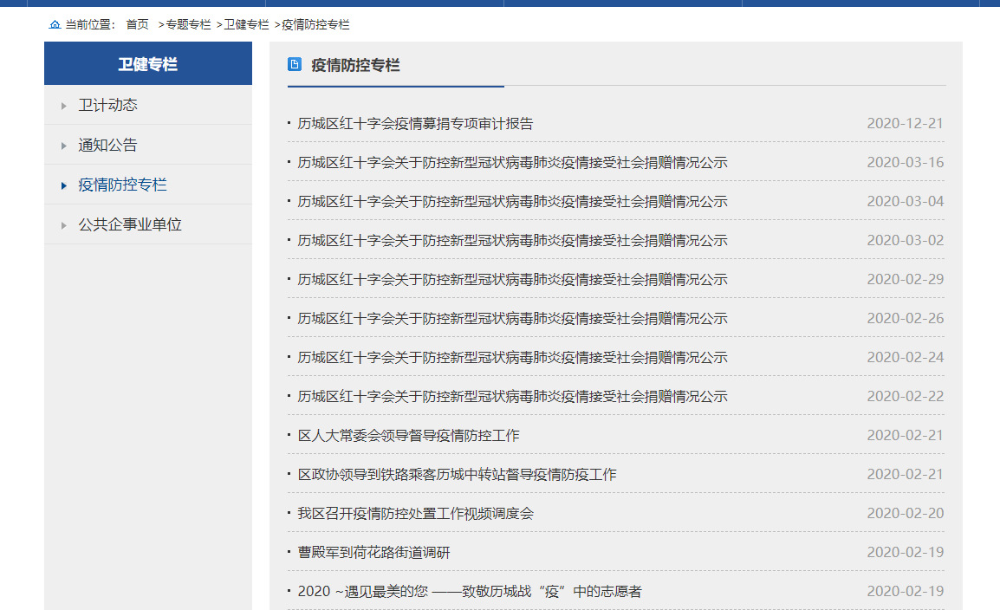 当前位置： 首页 >专题专栏 >卫健专栏 >疫情防控专栏
卫健专栏
卫计动态
通知公告
疫情防控专栏
公共企事业单位
疫情防控专栏
历城区红十字会疫情募捐专项审计报告 2020-12-21
历城区红十字会关于防控新型冠状病毒肺炎疫情接受社会捐赠情况公示 2020-03-16
历城区红十字会关于防控新型冠状病毒肺炎疫情接受社会捐赠情况公示 2020-03-04
历城区红十字会关于防控新型冠状病毒肺炎疫情接受社会捐赠情况公示 2020-03-02
历城区红十字会关于防控新型冠状病毒肺炎疫情接受社会捐赠情况公示 2020-02-29
历城区红十字会关于防控新型冠状病毒肺炎疫情接受社会捐赠情况公示 2020-02-26
历城区红十字会关于防控新型冠状病毒肺炎疫情接受社会捐赠情况公示 2020-02-24
历城区红十字会关于防控新型冠状病毒肺炎疫情接受社会捐赠情况公示 2020-02-22
区人大常委会领导督导疫情防控工作 2020-02-21
区政协领导到铁路乘客历城中转站督导疫情防疫工作 2020-02-21
我区召开疫情防控处置工作视频调度会 2020-02-20
曹殿军到荷花路街道调研 2020-02-19
2020 ~遇见最美的您 ——致敬历城战“疫”中的志愿者 2020-02-19